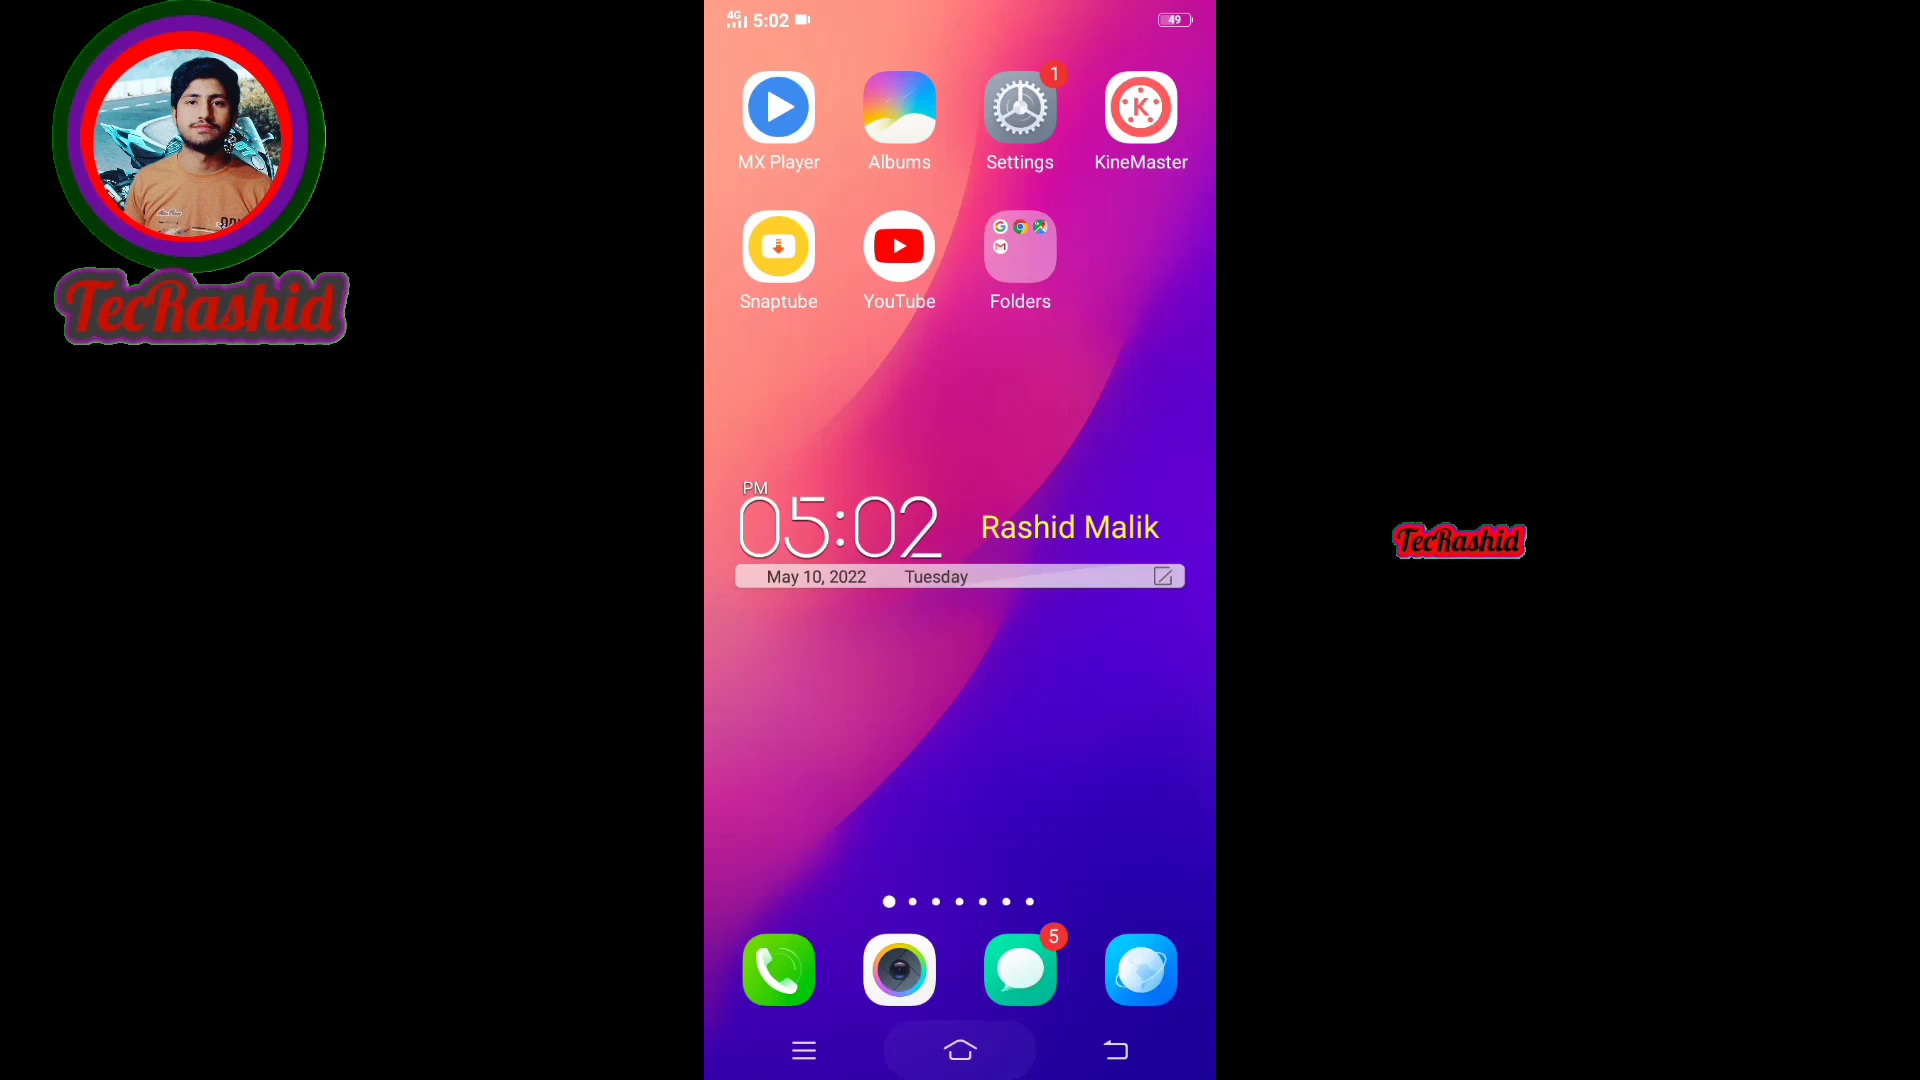 4G 5:02 49
1
MX Player Albums Settings KineMaster
Snaptube YouTube Folders
TecRashid
PM
05:02 Rashid Malik
May 10, 2022 Tuesday
TecRashid
5